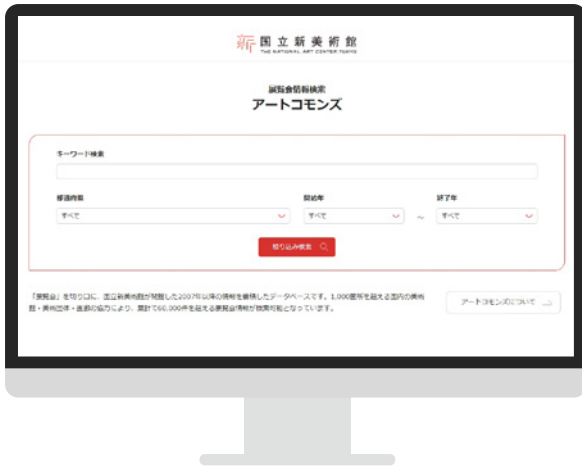 新 国立新美術館
THE NATIONAL ART CENTER, TOKYO
展覧会情報検索
アートコモンズ
キーワード検索
都道府県 開始年 終了年
すべて すべて ～ すべて
絞り込み検索
「展覧会」を切り口に、国立新美術館が開館した2007年以降の情報を蓄積したデータベースです。1,000箇所を超える国内の美術
館・美術団体・画廊の協力により、累計で60,000件を超える展覧会情報が検索可能となっています。
アートコモンズについて